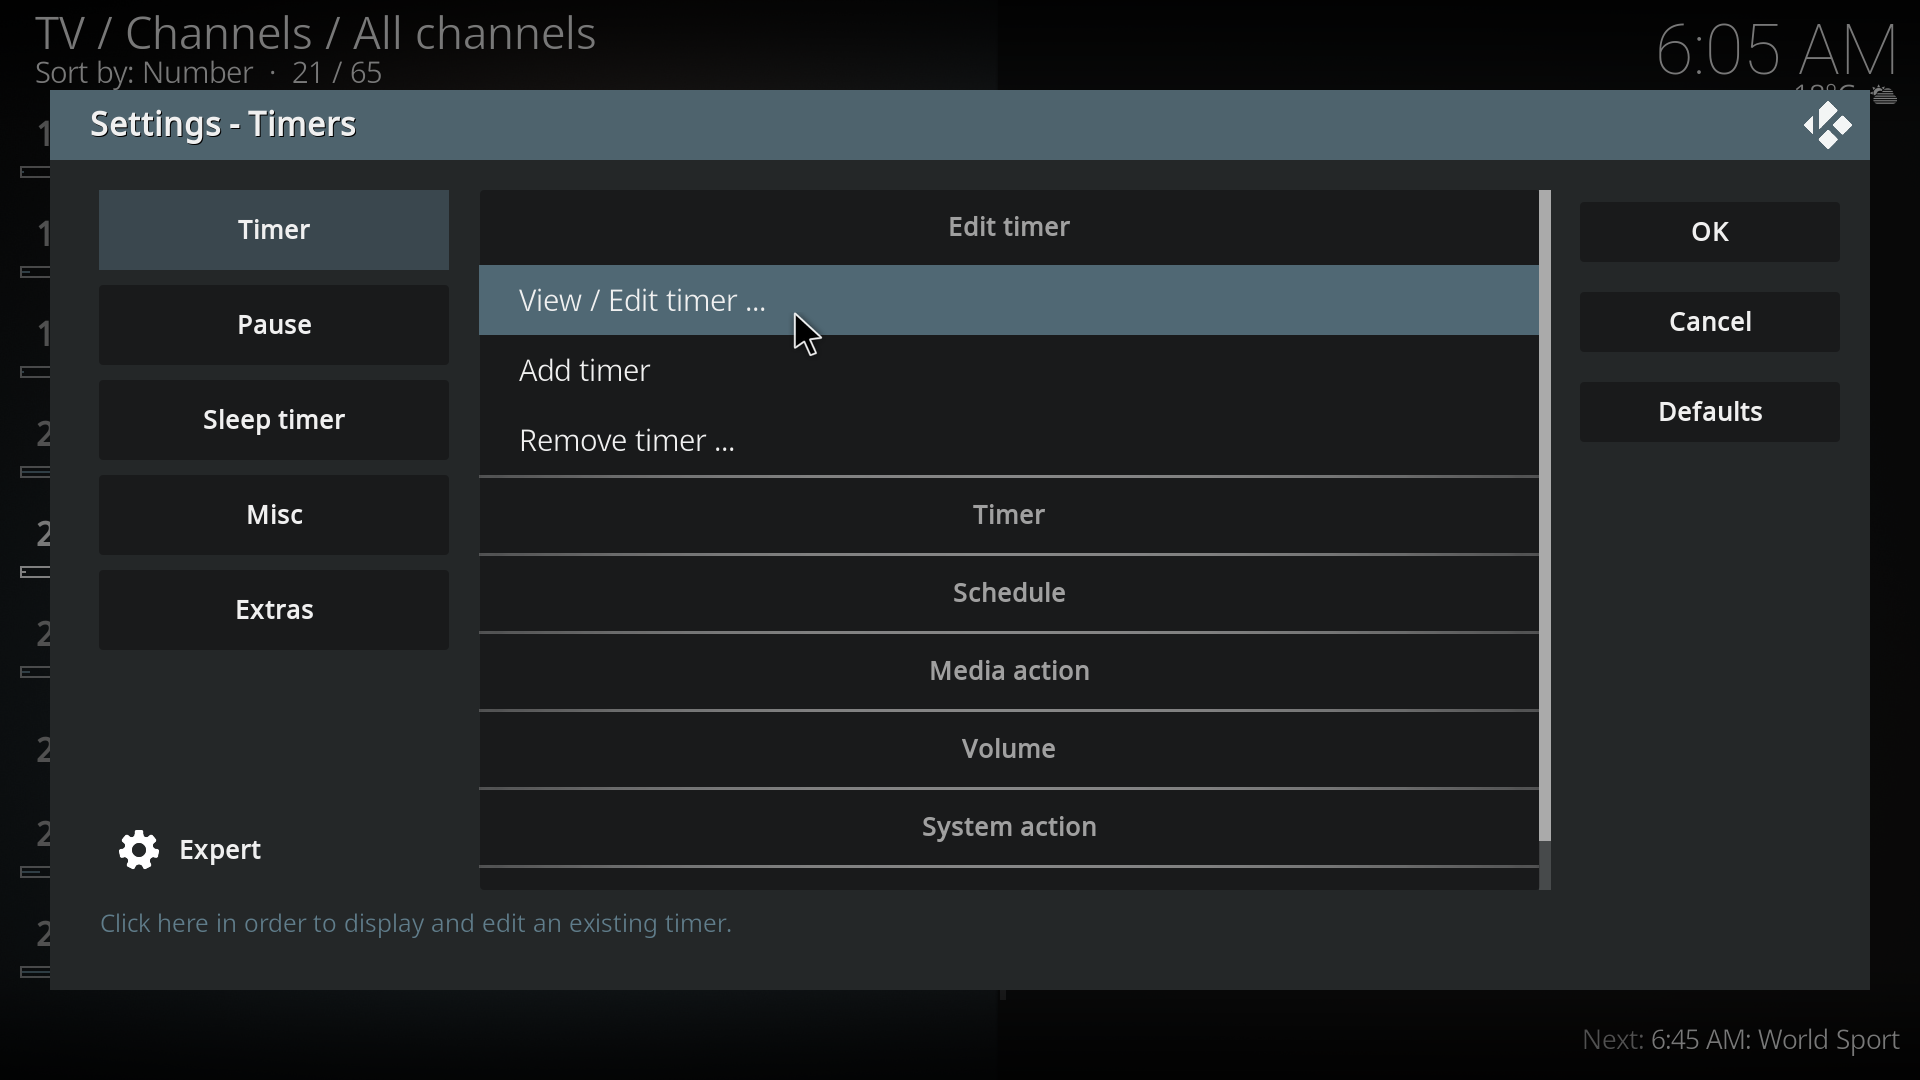 TV / Channels / All channels
Sort by: Number · 21 / 65
6:05 AM
Settings - Timers
Timer
Pause
Sleep timer
Misc
Extras
Expert
Edit timer
View / Edit timer ...
Add timer
Remove timer ...
Timer
Schedule
Media action
Volume
System action
OK
Cancel
Defaults
Click here in order to display and edit an existing timer.
Next: 6:45 AM: World Sport